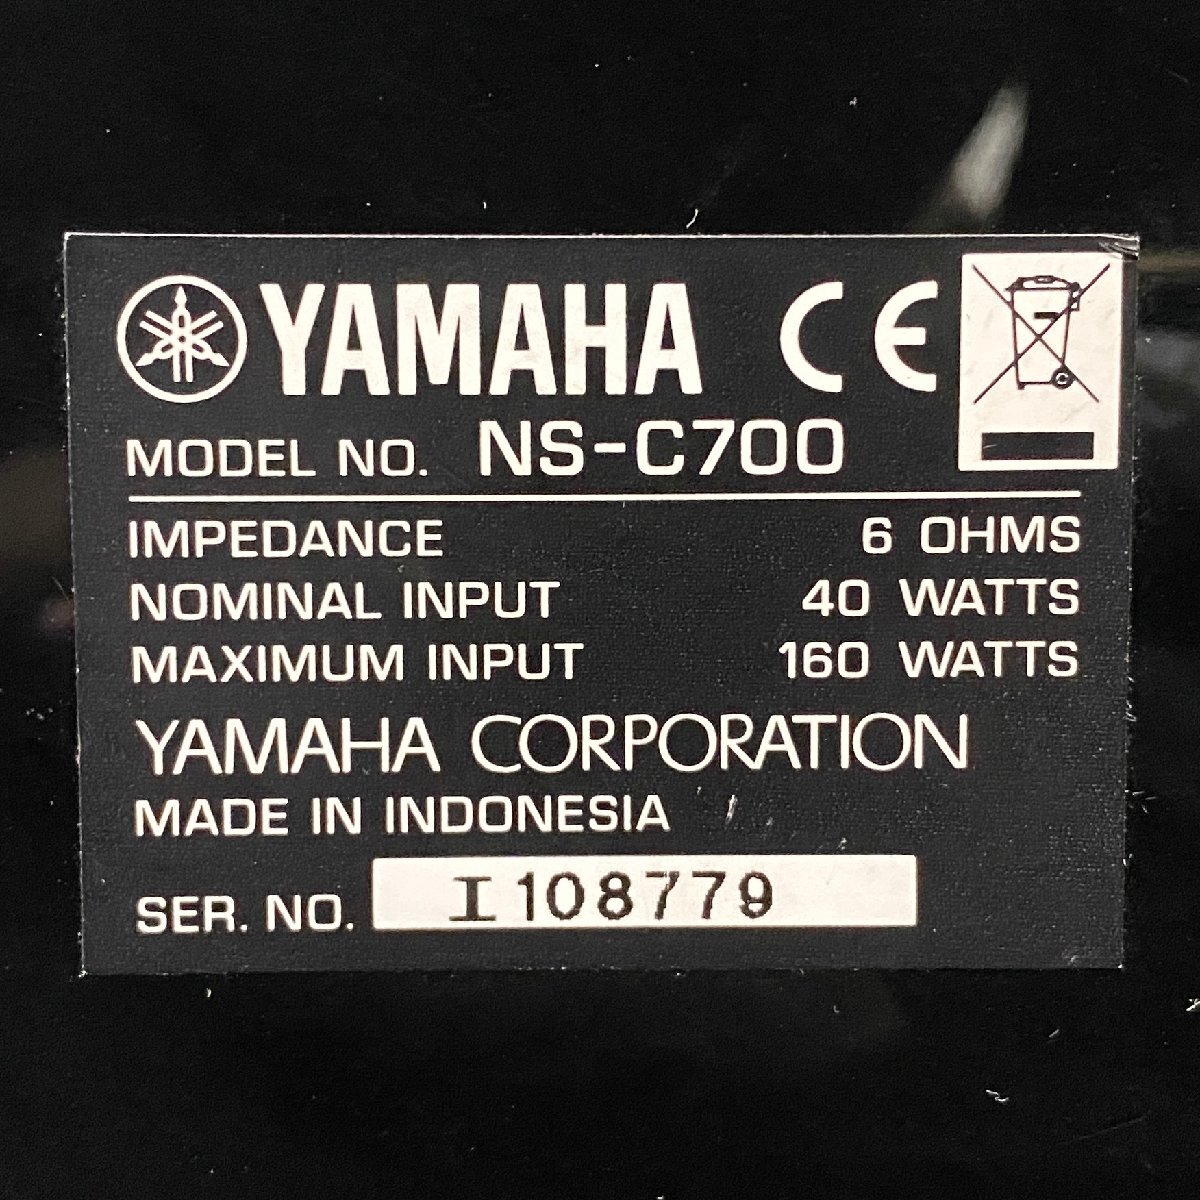 YAMAHA CE
MODEL NO. NS-C700
IMPEDANCE 6 OHMS
NOMINAL INPUT 40 WATTS
MAXIMUM INPUT 160 WATTS
YAMAHA CORPORATION
MADE IN INDONESIA
SER. NO. I108779